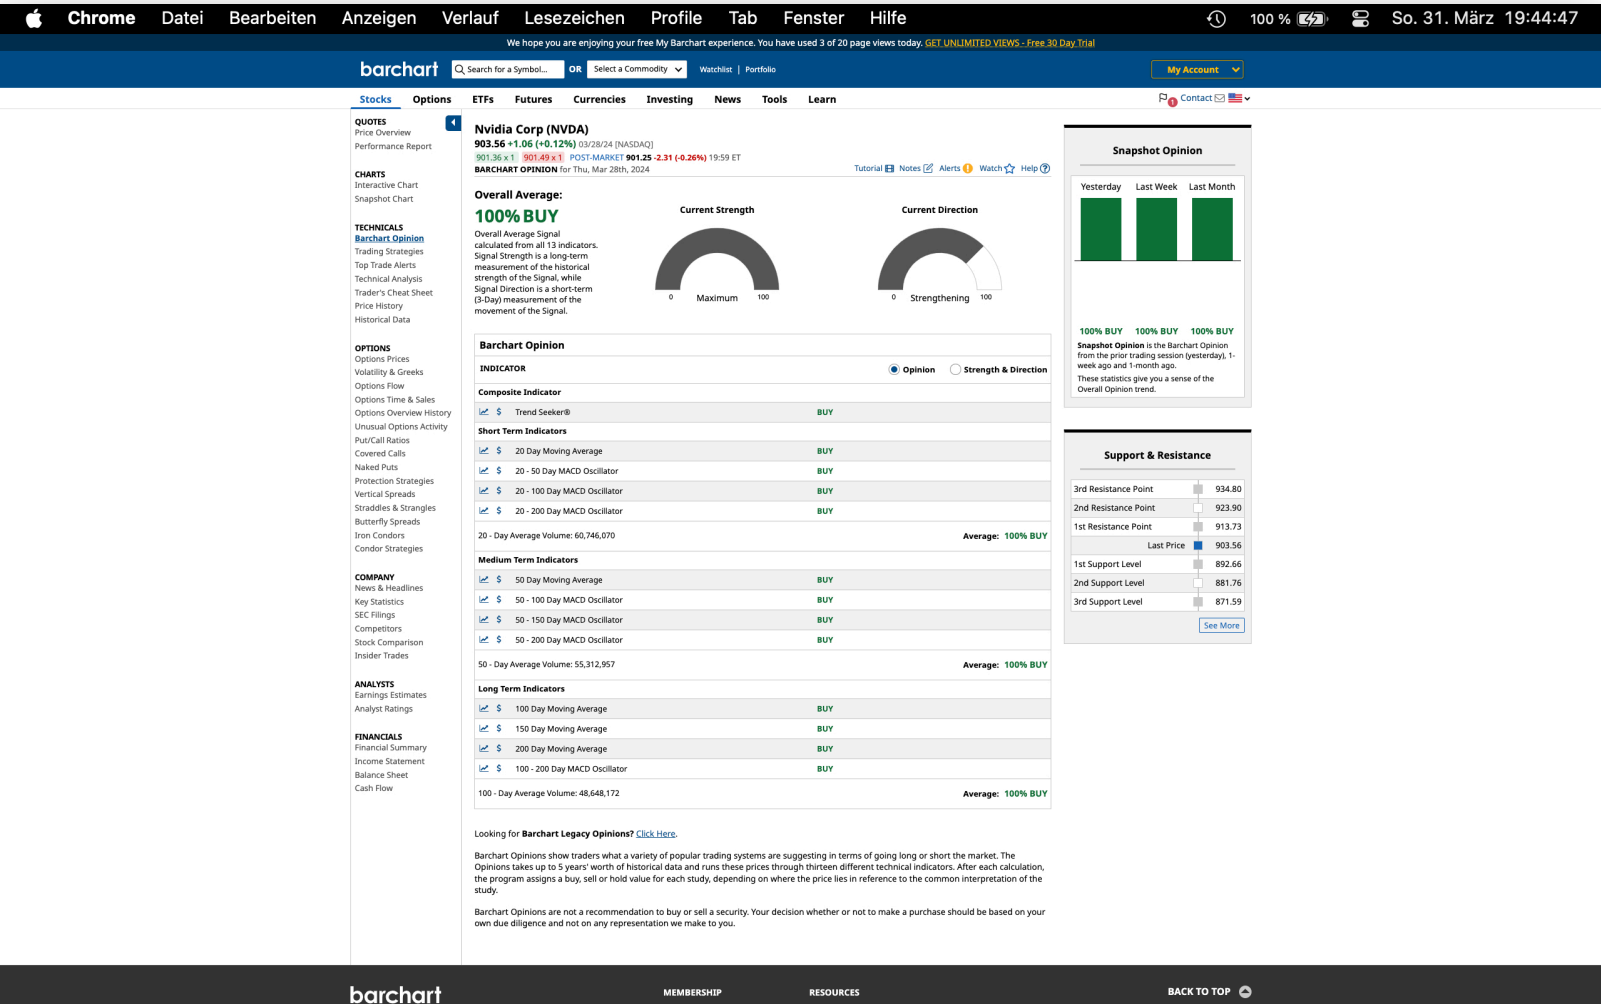 Chrome Datei Bearbeiten Anzeigen Verlauf Lesezeichen Profile Tab Fenster Hilfe 100 % So. 31. März 19:44:47
We hope you are enjoying your free My Barchart experience. You have used 3 of 20 page views today. GET UNLIMITED VIEWS - Free 30 Day Trial
barchart Search for a Symbol... OR Select a Commodity Watchlist | Portfolio My Account
Stocks Options ETFs Futures Currencies Investing News Tools Learn 1 Contact
QUOTES
Price Overview
Performance Report
CHARTS
Interactive Chart
Snapshot Chart
TECHNICALS
Barchart Opinion
Trading Strategies
Top Trade Alerts
Technical Analysis
Trader's Cheat Sheet
Price History
Historical Data
OPTIONS
Options Prices
Volatility & Greeks
Options Flow
Options Time & Sales
Options Overview History
Unusual Options Activity
Put/Call Ratios
Covered Calls
Naked Puts
Protection Strategies
Vertical Spreads
Straddles & Strangles
Butterfly Spreads
Iron Condors
Condor Strategies
COMPANY
News & Headlines
Key Statistics
SEC Filings
Competitors
Stock Comparison
Insider Trades
ANALYSTS
Earnings Estimates
Analyst Ratings
FINANCIALS
Financial Summary
Income Statement
Balance Sheet
Cash Flow
Nvidia Corp (NVDA)
903.56 +1.06 (+0.12%) 03/28/24 [NASDAQ]
901.36 x 1 901.49 x 1 POST-MARKET 901.25 -2.31 (-0.26%) 19:59 ET
BARCHART OPINION for Thu, Mar 28th, 2024 Tutorial Notes Alerts Watch Help
Overall Average:
100% BUY
Overall Average Signal
calculated from all 13 indicators.
Signal Strength is a long-term
measurement of the historical
strength of the Signal, while
Signal Direction is a short-term
(3-Day) measurement of the
movement of the Signal.
Current Strength
0 Maximum 100
Current Direction
0 Strengthening 100
Barchart Opinion
INDICATOR Opinion Strength & Direction
Composite Indicator
Trend Seeker® BUY
Short Term Indicators
20 Day Moving Average BUY
20 - 50 Day MACD Oscillator BUY
20 - 100 Day MACD Oscillator BUY
20 - 200 Day MACD Oscillator BUY
20 - Day Average Volume: 60,746,070 Average: 100% BUY
Medium Term Indicators
50 Day Moving Average BUY
50 - 100 Day MACD Oscillator BUY
50 - 150 Day MACD Oscillator BUY
50 - 200 Day MACD Oscillator BUY
50 - Day Average Volume: 55,312,957 Average: 100% BUY
Long Term Indicators
100 Day Moving Average BUY
150 Day Moving Average BUY
200 Day Moving Average BUY
100 - 200 Day MACD Oscillator BUY
100 - Day Average Volume: 48,648,172 Average: 100% BUY
Looking for Barchart Legacy Opinions? Click Here.
Barchart Opinions show traders what a variety of popular trading systems are suggesting in terms of going long or short the market. The
Opinions takes up to 5 years' worth of historical data and runs these prices through thirteen different technical indicators. After each calculation,
the program assigns a buy, sell or hold value for each study, depending on where the price lies in reference to the common interpretation of the
study.
Barchart Opinions are not a recommendation to buy or sell a security. Your decision whether or not to make a purchase should be based on your
own due diligence and not on any representation we make to you.
Snapshot Opinion
Yesterday Last Week Last Month
100% BUY 100% BUY 100% BUY
Snapshot Opinion is the Barchart Opinion
from the prior trading session (yesterday), 1-
week ago and 1-month ago.
These statistics give you a sense of the
Overall Opinion trend.
Support & Resistance
3rd Resistance Point 934.80
2nd Resistance Point 923.90
1st Resistance Point 913.73
Last Price 903.56
1st Support Level 892.66
2nd Support Level 881.76
3rd Support Level 871.59
See More
barchart MEMBERSHIP RESOURCES BACK TO TOP